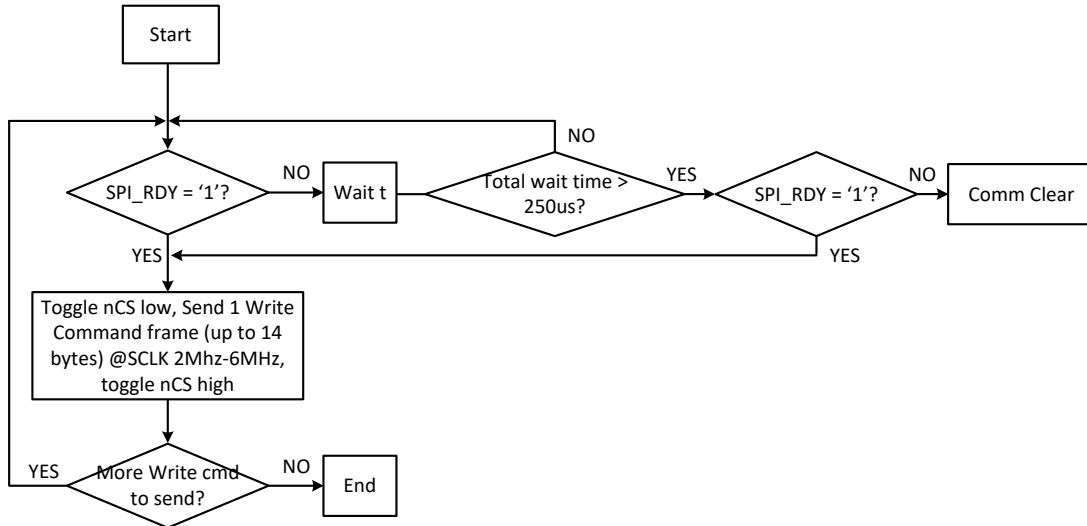 Start
NO
SPI_RDY = ‘1’?
NO
Wait t
Total wait time >
250us?
YES
SPI_RDY = ‘1’?
NO
Comm Clear
YES
YES
Toggle nCS low, Send 1 Write
Command frame (up to 14
bytes) @SCLK 2Mhz-6MHz,
toggle nCS high
YES
More Write cmd
to send?
NO
End